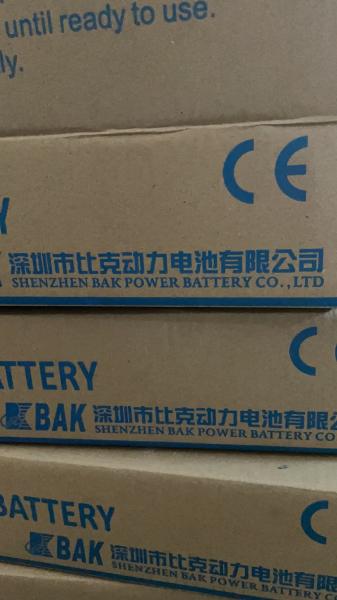 until ready to use.
ly.
CE
Y
深圳市比克动力电池有限公司
SHENZHEN BAK POWER BATTERY CO.,LTD
TTERY
BAK 深圳市比克动力电池有限
SHENZHEN BAK POWER BATTERY CO
BATTERY
BAK 深圳市比克动力电池有限
SHENZHEN BAK POWER BATTERY